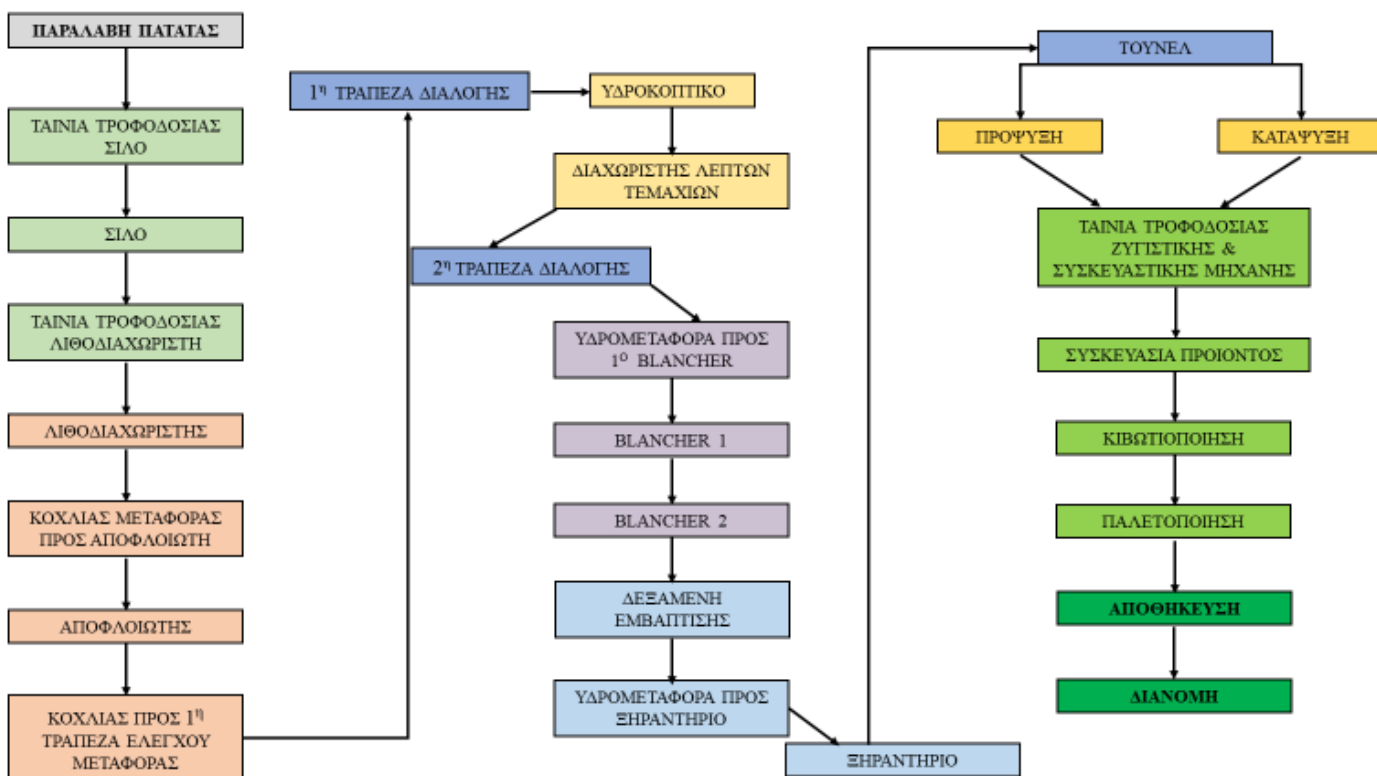 ΠΑΡΑΛΑΒΗ ΠΑΤΑΤΑΣ
ΤΑΙΝΙΑ ΤΡΟΦΟΔΟΣΙΑΣ
ΣΙΛΟ
ΣΙΛΟ
ΤΑΙΝΙΑ ΤΡΟΦΟΔΟΣΙΑΣ
ΛΙΘΟΔΙΑΧΩΡΙΣΤΗ
ΛΙΘΟΔΙΑΧΩΡΙΣΤΗΣ
ΚΟΧΛΙΑΣ ΜΕΤΑΦΟΡΑΣ
ΠΡΟΣ ΑΠΟΦΛΟΙΩΤΗ
ΑΠΟΦΛΟΙΩΤΗΣ
ΚΟΧΛΙΑΣ ΠΡΟΣ 1η
ΤΡΑΠΕΖΑ ΕΛΕΓΧΟΥ
ΜΕΤΑΦΟΡΑΣ
1η ΤΡΑΠΕΖΑ ΔΙΑΛΟΓΗΣ
ΥΔΡΟΚΟΠΤΙΚΟ
ΔΙΑΧΩΡΙΣΤΗΣ ΛΕΠΤΩΝ
ΤΕΜΑΧΙΩΝ
2η ΤΡΑΠΕΖΑ ΔΙΑΛΟΓΗΣ
ΥΔΡΟΜΕΤΑΦΟΡΑ ΠΡΟΣ
1Ο BLANCHER
BLANCHER 1
BLANCHER 2
ΔΕΞΑΜΕΝΗ
ΕΜΒΑΠΤΙΣΗΣ
ΥΔΡΟΜΕΤΑΦΟΡΑ ΠΡΟΣ
ΞΗΡΑΝΤΗΡΙΟ
ΞΗΡΑΝΤΗΡΙΟ
ΤΟΥΝΕΛ
ΠΡΟΨΥΞΗ
ΚΑΤΑΨΥΞΗ
ΤΑΙΝΙΑ ΤΡΟΦΟΔΟΣΙΑΣ
ΖΥΓΙΣΤΙΚΗΣ &
ΣΥΣΚΕΥΑΣΤΙΚΗΣ ΜΗΧΑΝΗΣ
ΣΥΣΚΕΥΑΣΙΑ ΠΡΟΙΟΝΤΟΣ
ΚΙΒΩΤΙΟΠΟΙΗΣΗ
ΠΑΛΕΤΟΠΟΙΗΣΗ
ΑΠΟΘΗΚΕΥΣΗ
ΔΙΑΝΟΜΗ